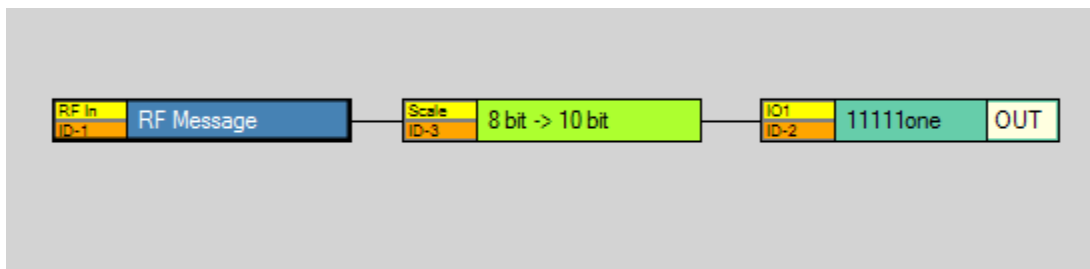 RF In
ID-1
RF Message
Scale
ID-3
8 bit -> 10 bit
IO1
ID-2
11111one
OUT